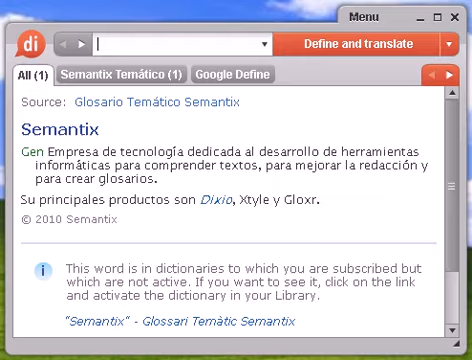 Menu
di
Define and translate
All (1)
Semantix Temático (1)
Google Define
Source: Glosario Temático Semantix
Semantix
Gen Empresa de tecnología dedicada al desarrollo de herramientas
informáticas para comprender textos, para mejorar la redacción y
para crear glosarios.
Su principales producтos son Dixio, Xtyle y Gloxr.
© 2010 Semantix
i
This word is in dictionaries to which you are subscribed but
which are not active. If you want to see it, click on the link
and activate the dictionary in your Library.
"Semantix" - Glossari Temàtic Semantix